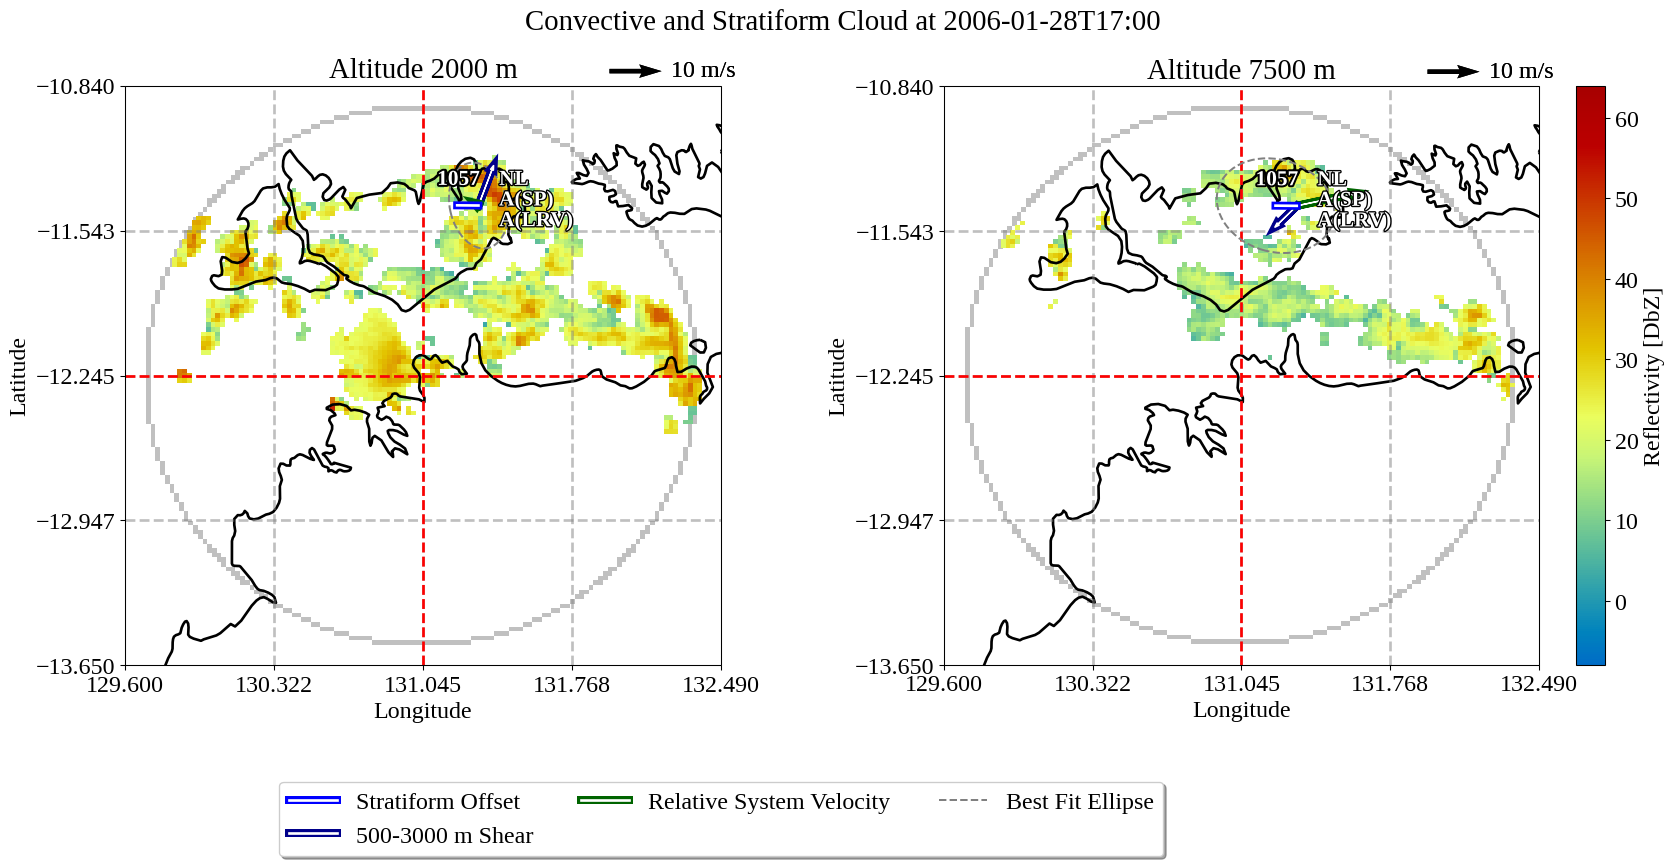 Convective and Stratiform Cloud at 2006-01-28T17:00
Altitude 2000 m
10 m/s
−10.840
−11.543
−12.245
−12.947
−13.650
129.600
130.322
131.045
131.768
132.490
Latitude
Longitude
1057
NL
A(SP)
A(LRV)
Altitude 7500 m
10 m/s
−10.840
−11.543
−12.245
−12.947
−13.650
129.600
130.322
131.045
131.768
132.490
Latitude
Longitude
1057
NL
A(SP)
A(LRV)
60
50
40
30
20
10
0
Reflectivity [DbZ]
Stratiform Offset
500-3000 m Shear
Relative System Velocity
Best Fit Ellipse